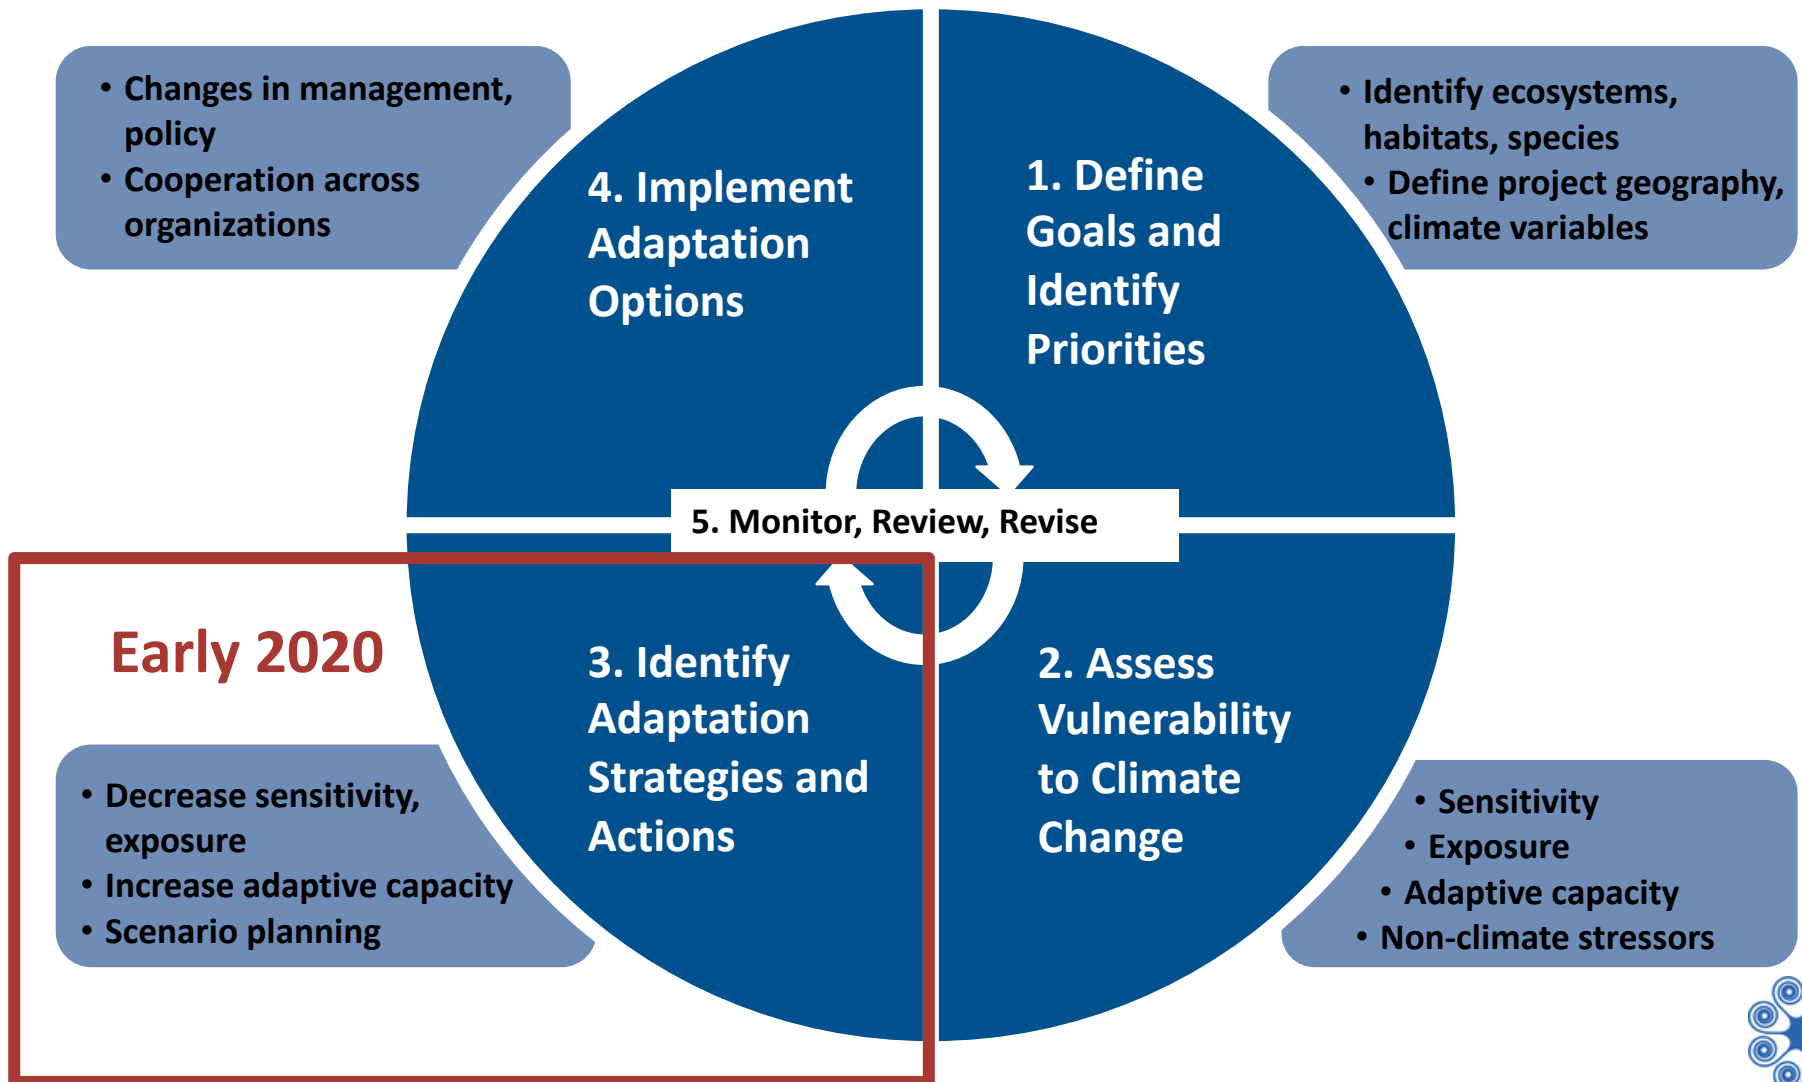 • Changes in management,
policy
• Cooperation across
organizations
4. Implement
Adaptation
Options
1. Define
Goals and
Identify
Priorities
• Identify ecosystems,
habitats, species
• Define project geography,
climate variables
5. Monitor, Review, Revise
Early 2020
• Decrease sensitivity,
exposure
• Increase adaptive capacity
• Scenario planning
3. Identify
Adaptation
Strategies and
Actions
2. Assess
Vulnerability
to Climate
Change
• Sensitivity
• Exposure
• Adaptive capacity
• Non-climate stressors